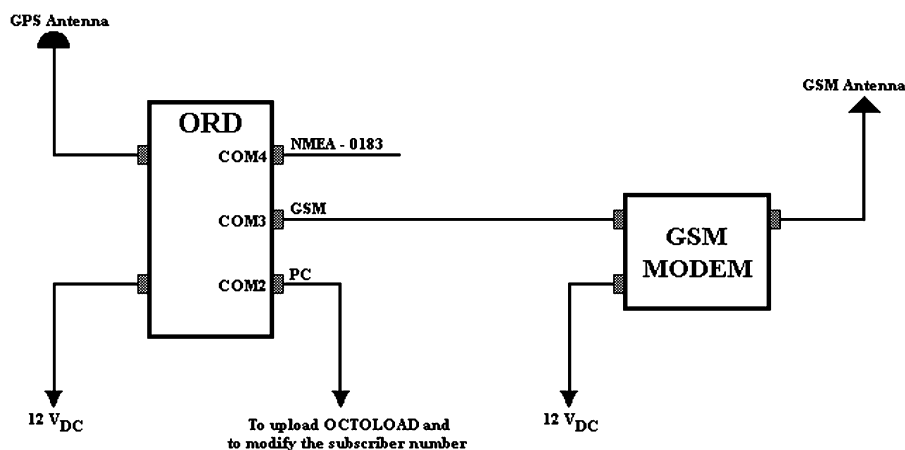 GPS Antenna
GSM Antenna
ORD
COM4
NMEA - 0183
COM3
GSM
COM2
PC
GSM
MODEM
12 VDC
To upload OCTOLOAD and
to modify the subscriber number
12 VDC